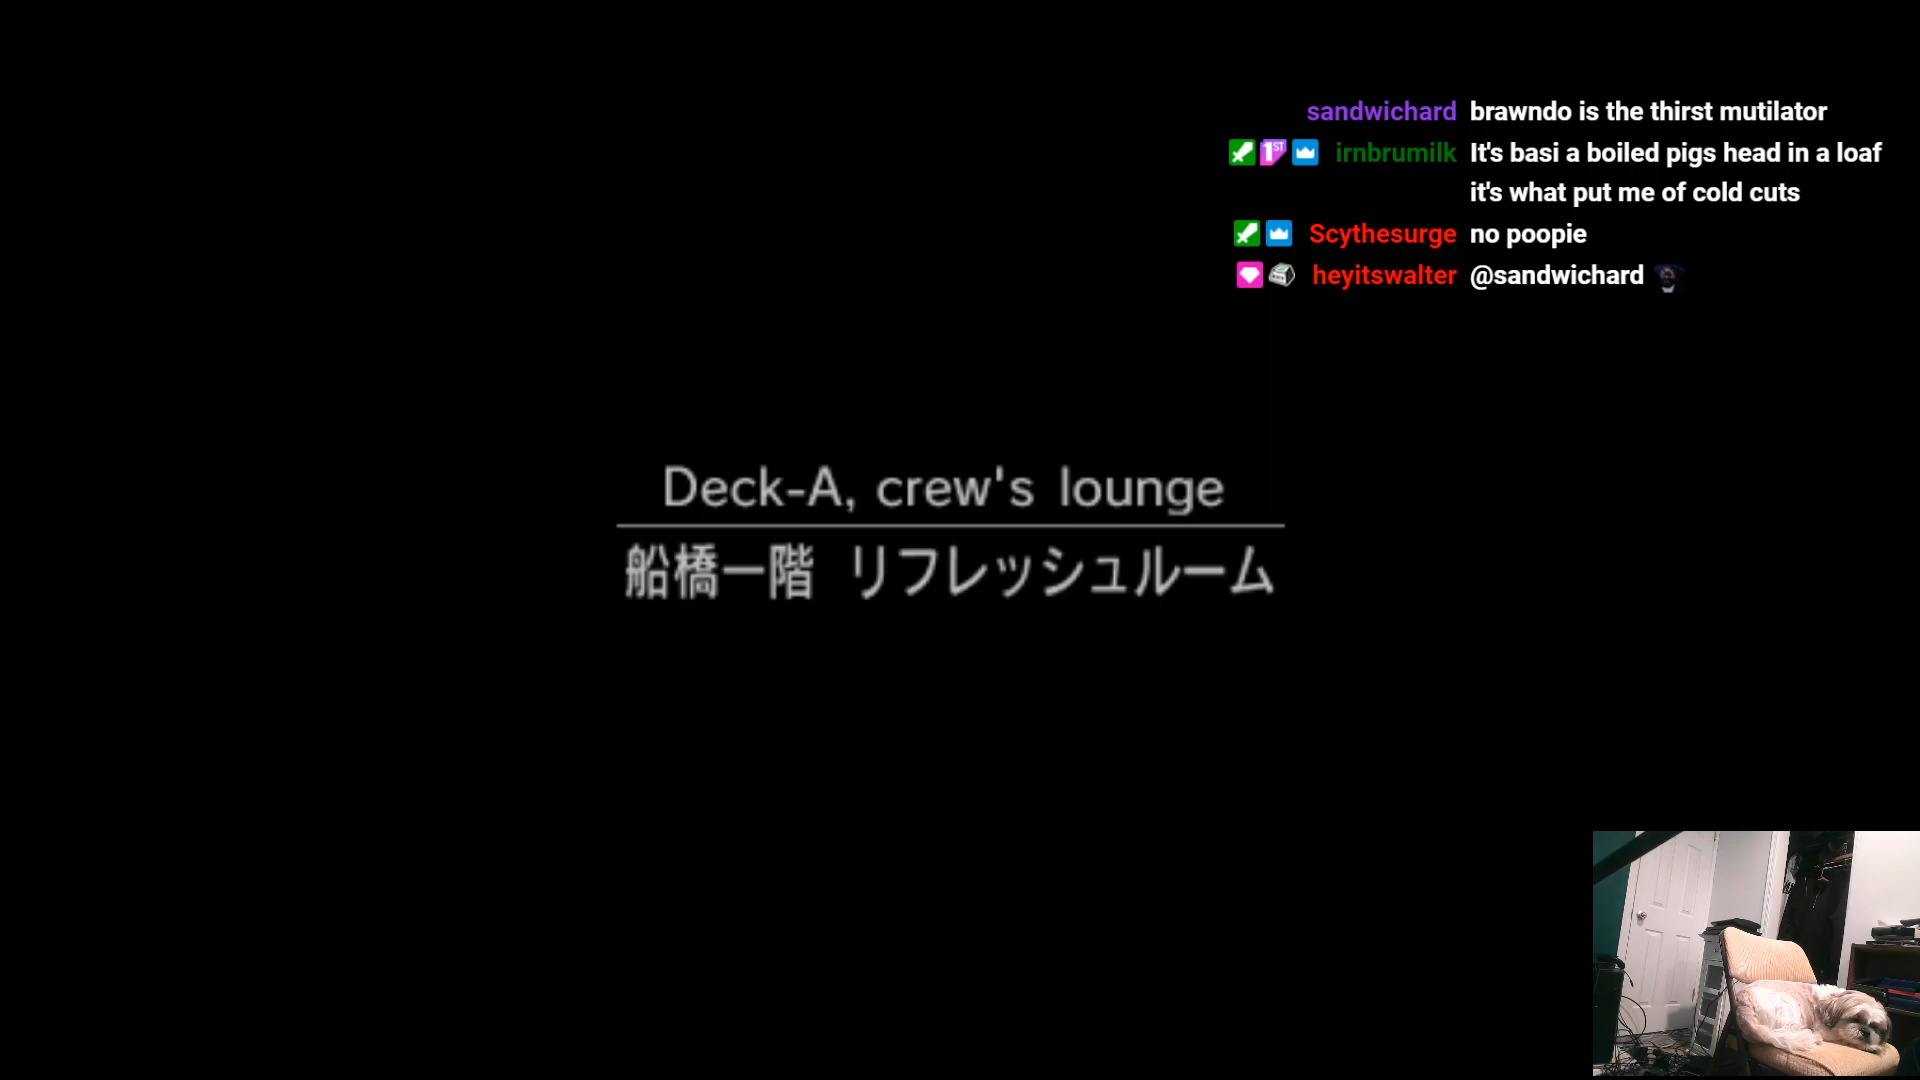 sandwichard brawndo is the thirst mutilator
1ST irnbrumilk It's basi a boiled pigs head in a loaf
it's what put me of cold cuts
Scythesurge no poopie
heyitswalter @sandwichard
Deck-A, crew's lounge
船橋一階 リフレッシュルーム